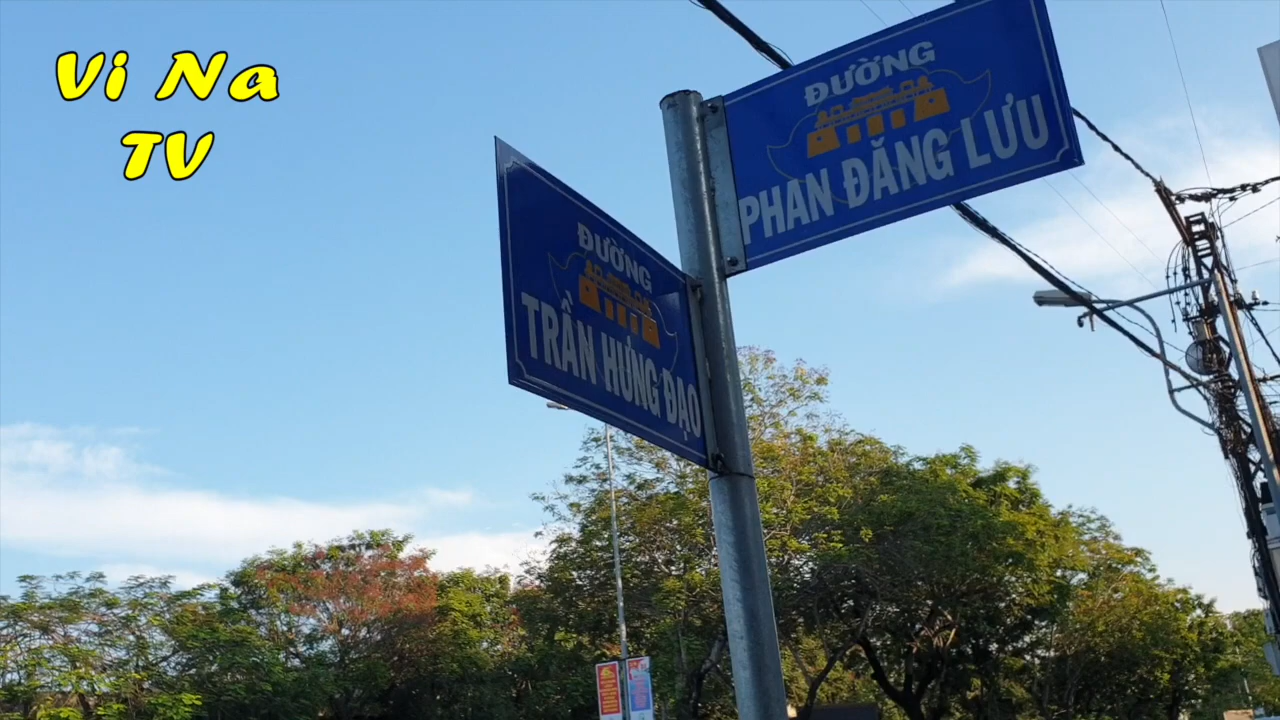 Vi Na
TV
ĐƯỜNG
PHAN ĐĂNG LƯU
ĐƯỜNG
TRẦN HƯNG ĐẠO